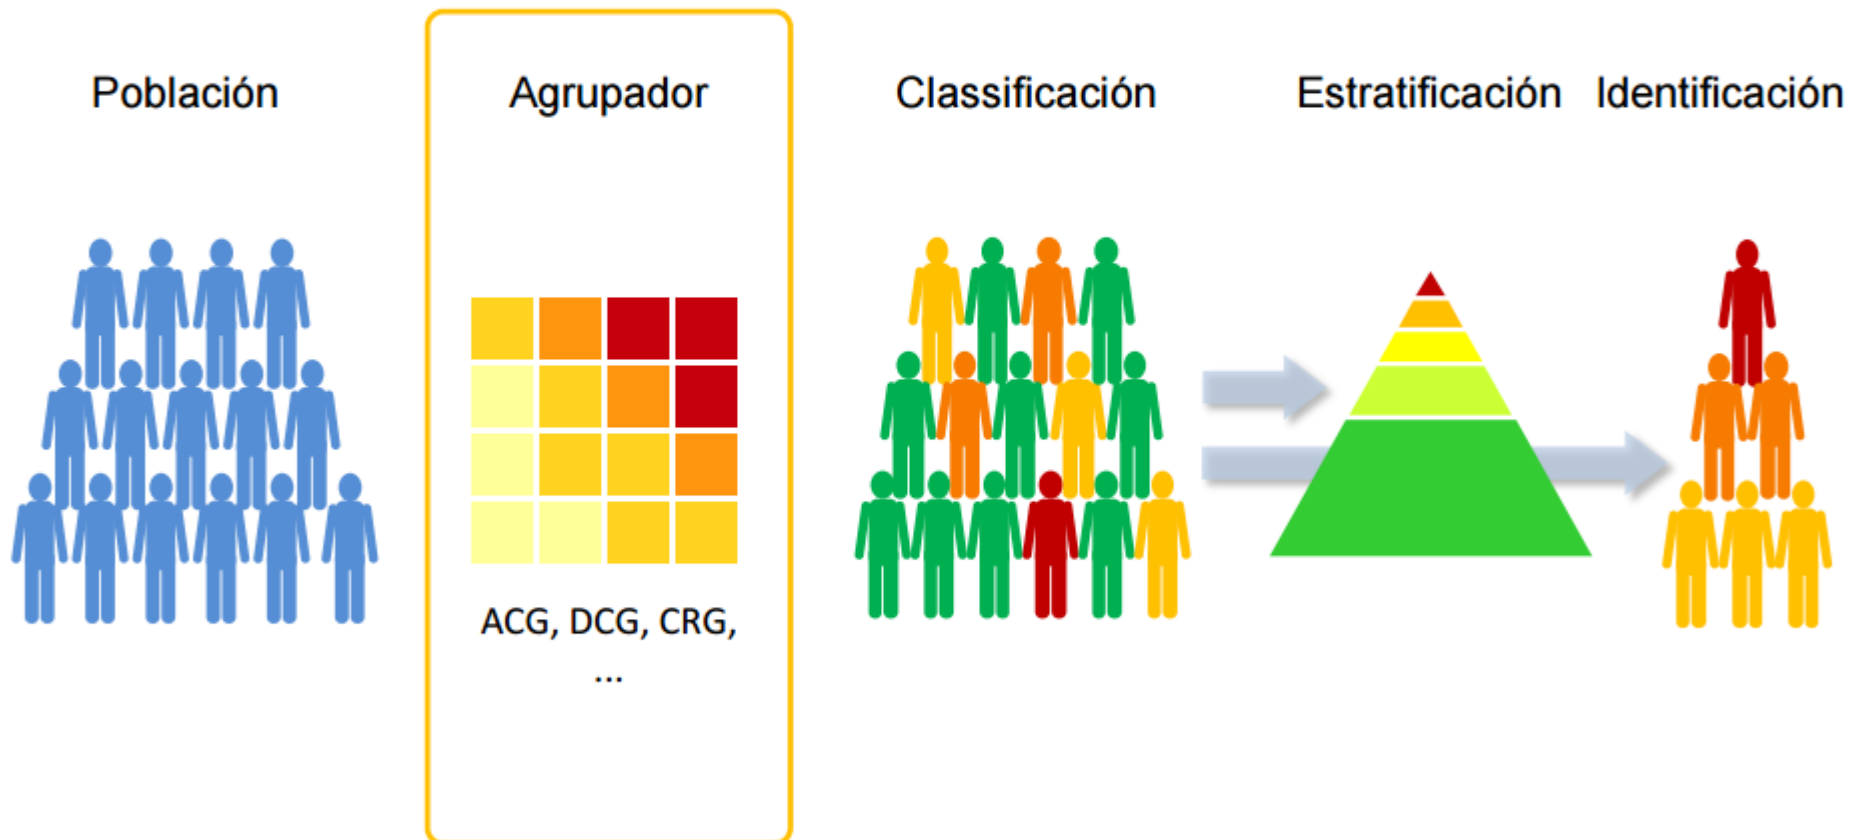 Población
Agrupador
Classificación
Estratificación
Identificación
ACG, DCG, CRG,
...